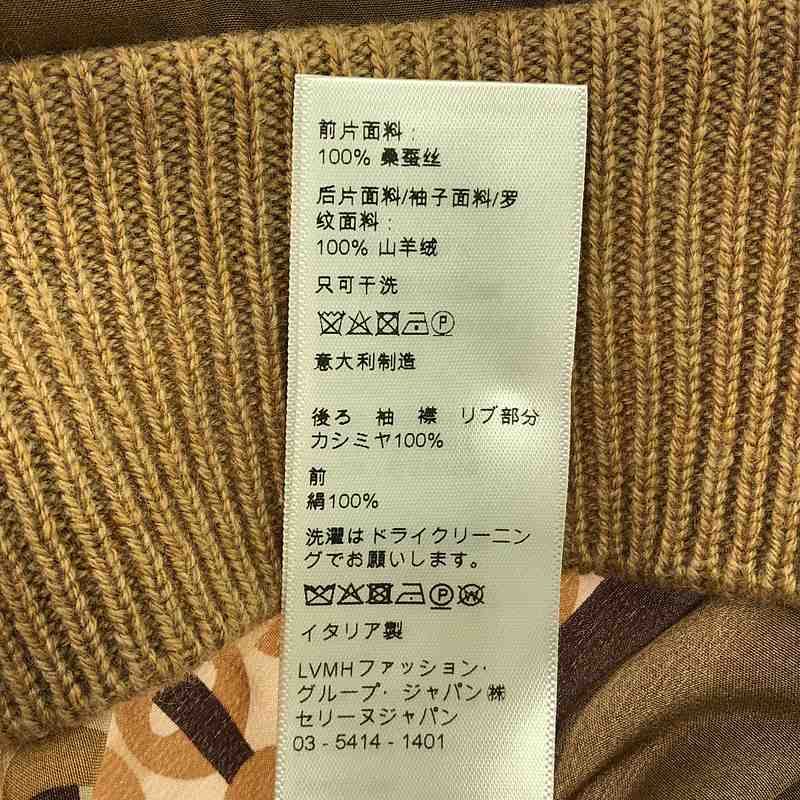 前片面料:
100% 桑蚕丝
后片面料/袖子面料/罗
纹面料:
100% 山羊绒
只可干洗
意大利制造
後ろ 袖 襟 リブ部分
カシミヤ100%
前
絹100%
洗濯はドライクリーニン
グでお願いします。
イタリア製
LVMHファッション·
グループ· ジャパン㈱
セリーヌジャパン
03 - 5414 - 1401